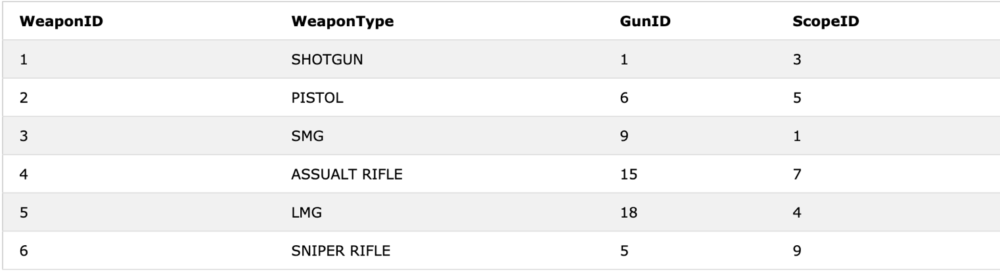 WeaponID WeaponType GunID ScopeID
1 SHOTGUN 1 3
2 PISTOL 6 5
3 SMG 9 1
4 ASSUALT RIFLE 15 7
5 LMG 18 4
6 SNIPER RIFLE 5 9